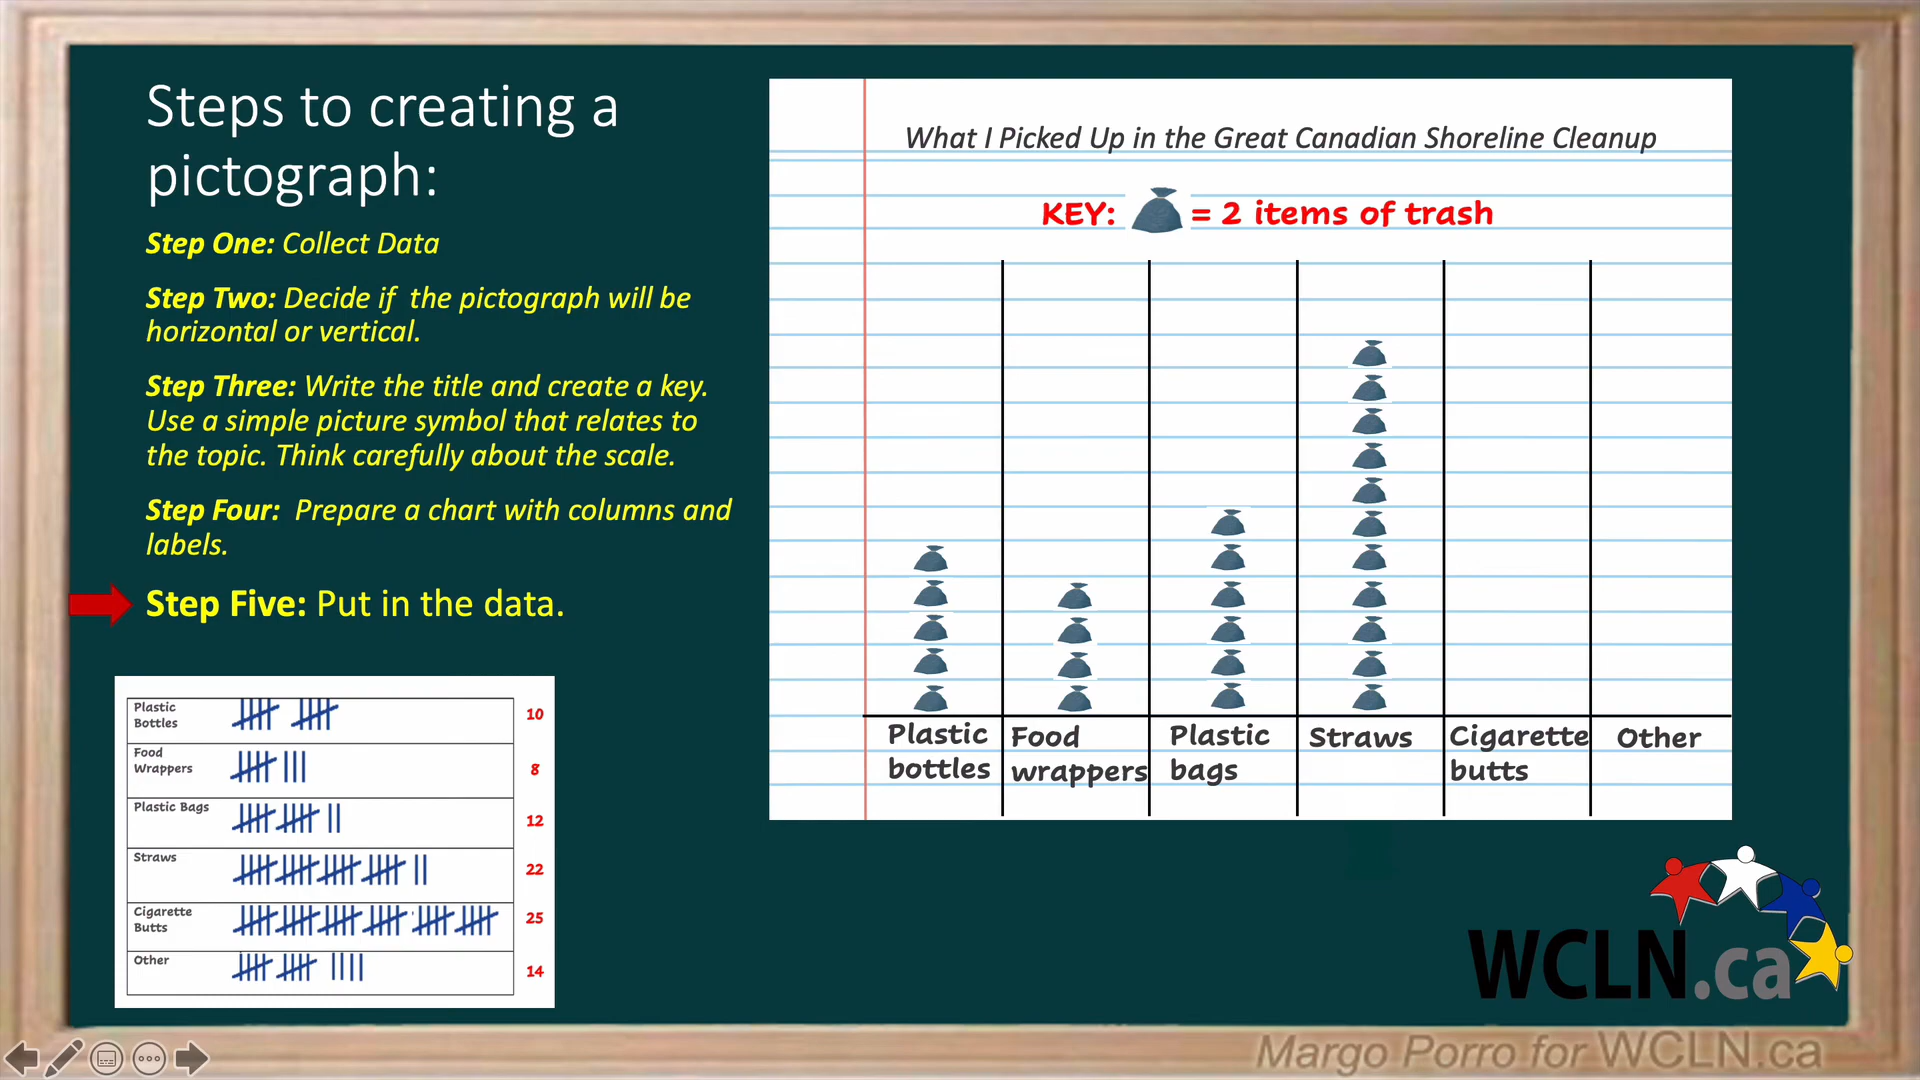 Steps to creating a
pictograph:
Step One: Collect Data
Step Two: Decide if the pictograph will be
horizontal or vertical.
Step Three: Write the title and create a key.
Use a simple picture symbol that relates to
the topic. Think carefully about the scale.
Step Four: Prepare a chart with columns and
labels.
Step Five: Put in the data.
Plastic
Bottles
10
Food
Wrappers
8
Plastic Bags
12
Straws
22
Cigarette
Butts
25
Other
14
What I Picked Up in the Great Canadian Shoreline Cleanup
KEY: = 2 items of trash
Plastic
bottles
Food
wrappers
Plastic
bags
Straws
Cigarette
butts
Other
WCLN.ca
Margo Porro for WCLN.ca